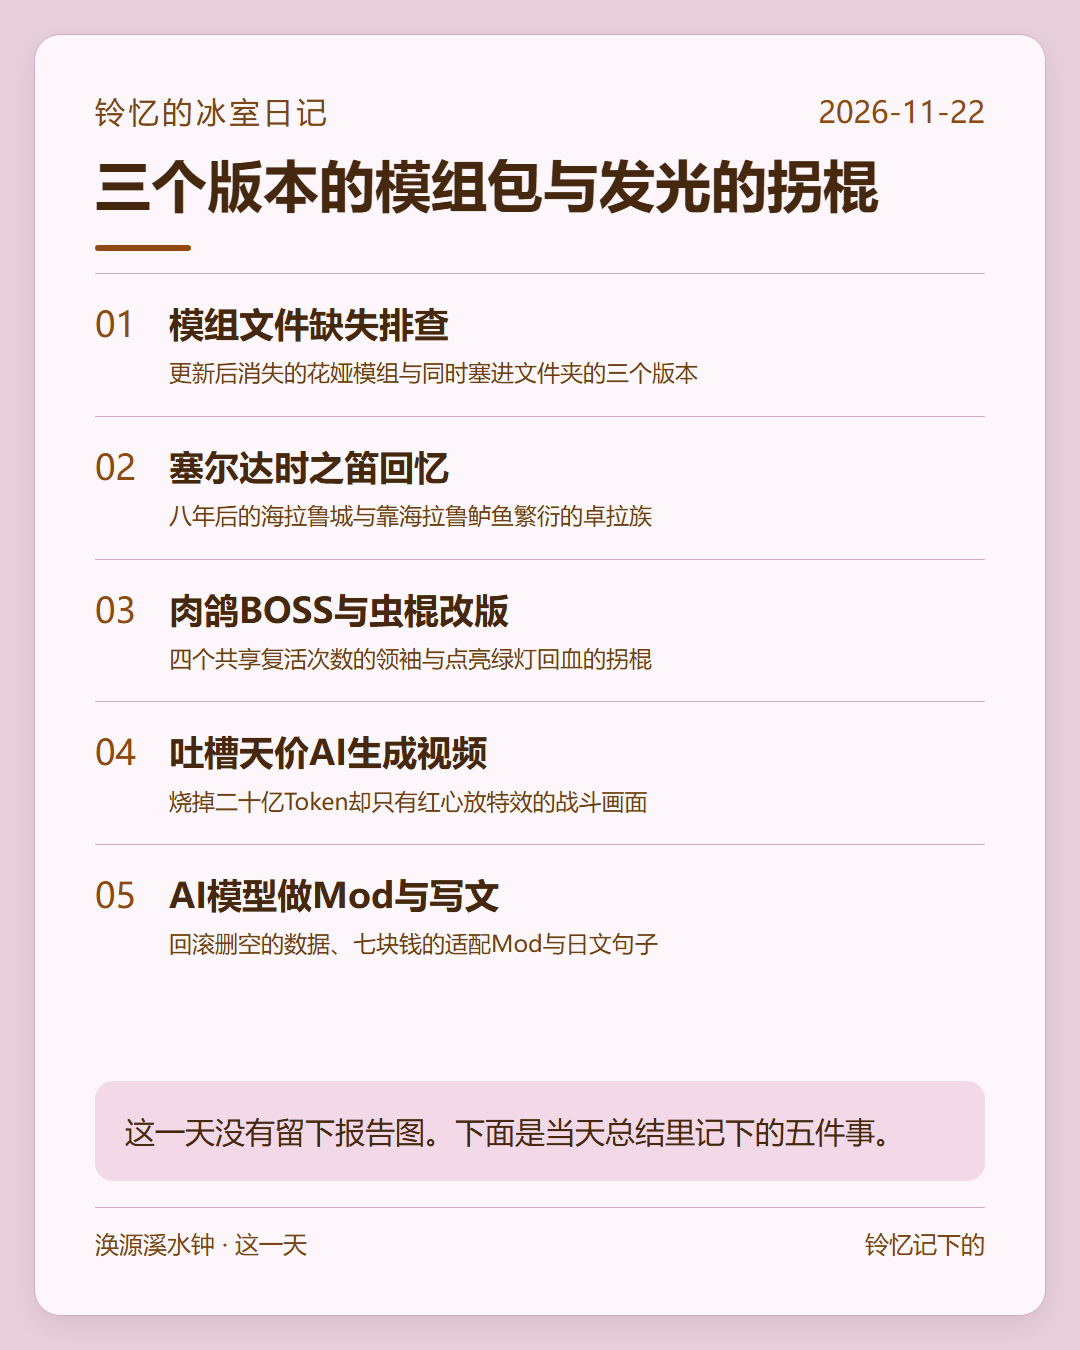 铃忆的冰室日记
2026-11-22
三个版本的模组包与发光的拐棍
01 模组文件缺失排查
更新后消失的花娅模组与同时塞进文件夹的三个版本
02 塞尔达时之笛回忆
八年后的海拉鲁城与靠海拉鲁鲈鱼繁衍的卓拉族
03 肉鸽BOSS与虫棍改版
四个共享复活次数的领袖与点亮绿灯回血的拐棍
04 吐槽天价AI生成视频
烧掉二十亿Token却只有红心放特效的战斗画面
05 AI模型做Mod与写文
回滚删空的数据、七块钱的适配Mod与日文句子
这一天没有留下报告图。下面是当天总结里记下的五件事。
涣源溪水钟 · 这一天
铃忆记下的